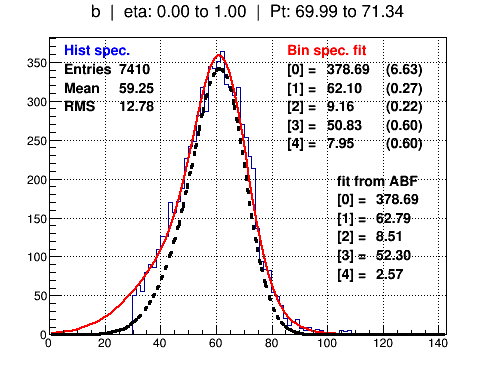 b | eta: 0.00 to 1.00 | Pt: 69.99 to 71.34
Hist spec.
Entries 7410
Mean 59.25
RMS 12.78
Bin spec. fit
[0] = 378.69 (6.63)
[1] = 62.10 (0.27)
[2] = 9.16 (0.22)
[3] = 50.83 (0.60)
[4] = 7.95 (0.60)
fit from ABF
[0] = 378.69
[1] = 62.79
[2] = 8.51
[3] = 52.30
[4] = 2.57
350
300
250
200
150
100
50
0
0 20 40 60 80 100 120 140